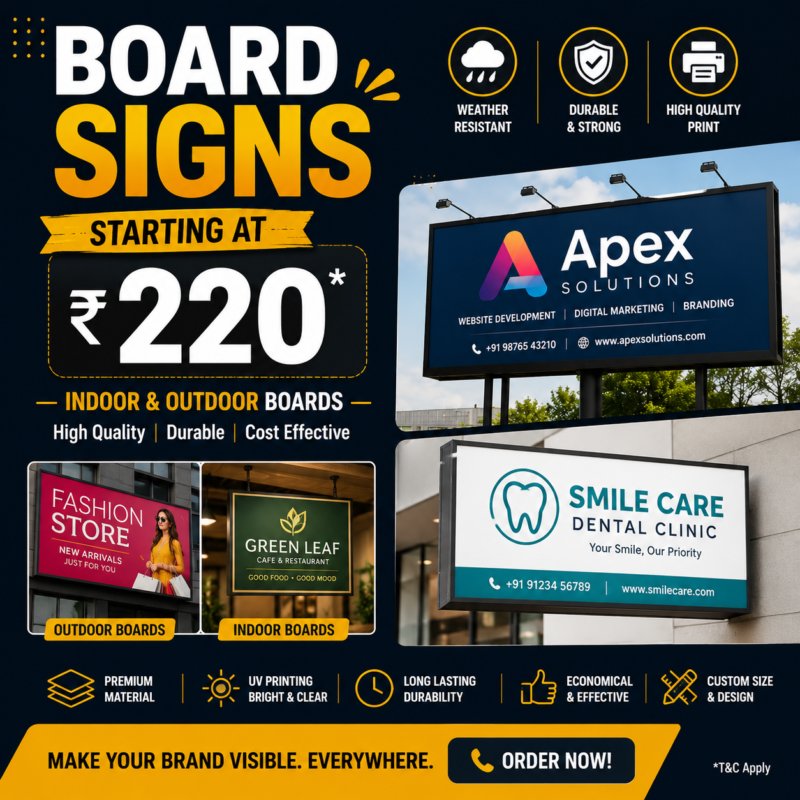 BOARD
SIGNS
STARTING AT
₹220*
INDOOR & OUTDOOR BOARDS
High Quality | Durable | Cost Effective
WEATHER
RESISTANT
DURABLE
& STRONG
HIGH QUALITY
PRINT
Apex
SOLUTIONS
WEBSITE DEVELOPMENT | DIGITAL MARKETING | BRANDING
+91 98765 43210 | www.apexsolutions.com
SMILE CARE
DENTAL CLINIC
Your Smile, Our Priority
+91 91234 56789 | www.smilecare.com
FASHION
STORE
NEW ARRIVALS
JUST FOR YOU
OUTDOOR BOARDS
GREEN LEAF
CAFE & RESTAURANT
GOOD FOOD • GOOD MOOD
INDOOR BOARDS
PREMIUM
MATERIAL
UV PRINTING
BRIGHT & CLEAR
LONG LASTING
DURABILITY
ECONOMICAL
& EFFECTIVE
CUSTOM SIZE
& DESIGN
MAKE YOUR BRAND VISIBLE. EVERYWHERE.
ORDER NOW!
*T&C Apply